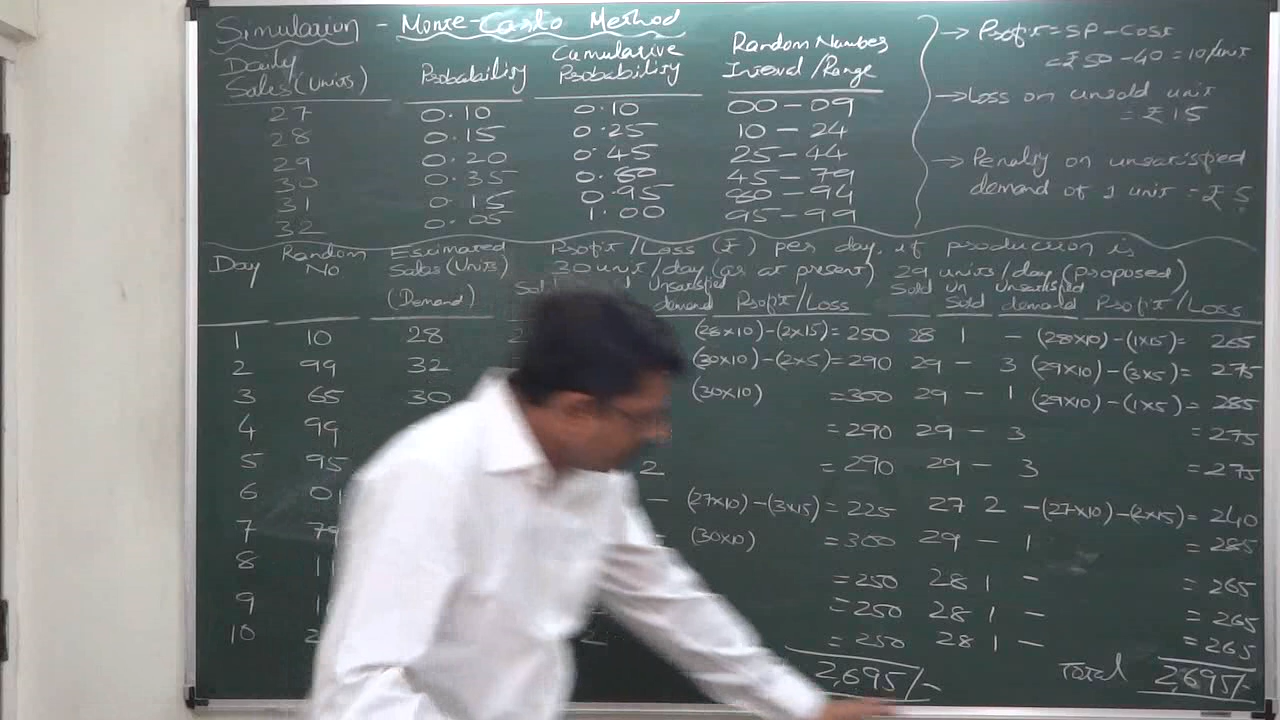 Simulation - Monte-Carlo Method
Daily Sales (Units) Probability Cumulative Probability Random Number Interval/Range
27 0.10 0.10 00-09
28 0.15 0.25 10-24
29 0.20 0.45 25-44
30 0.35 0.80 45-79
31 0.15 0.95 80-94
32 0.05 1.00 95-99
→ Profit = SP-Cost
= ₹ 50-40 = 10/unit
→ Loss on unsold unit
= ₹ 15
→ Penalty on unsatisfied
demand of 1 unit = ₹ 5
Day Random No Estimated Sales (Units) (Demand) Profit/Loss (₹) per day, if production is
30 unit/day (as at present) 29 units/day (proposed)
unsatisfied demand Profit/Loss Sold Un Sold unsatisfied demand Profit/Loss
1 10 28 (28×10)-(2×15)= 250 28 1 - (28×10)-(1×15)= 265
2 99 32 (30×10)-(2×5)= 290 29 - 3 (29×10)-(3×5)= 275
3 65 30 (30×10) =300 29 - 1 (29×10)-(1×5)= 285
4 99 =290 29 - 3 =275
5 95 2 =290 29 - 3 =275
6 01 - (27×10)-(3×15)= 225 27 2 -(27×10)-(2×15)= 240
7 79 - (30×10) =300 29 - 1 =285
8 =250 28 1 - =265
9 =250 28 1 - =265
10 2 =250 28 1 - =265
2,695/- Total 2,695/-